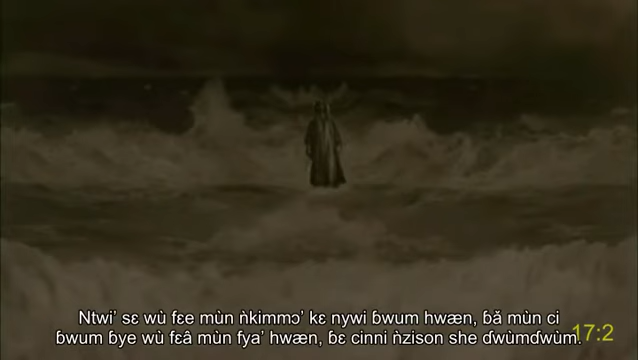 Ntwi' sɛ wù fɛe mùn ǹkimmɔ' kɛ nywi ɓwum hwæn, ɓǎ mùn ci
ɓwum ɓye wù fɛâ mùn fya' hwæn, ɓɛ cinni ǹzison she ɗwùmɗwùm.
17:2